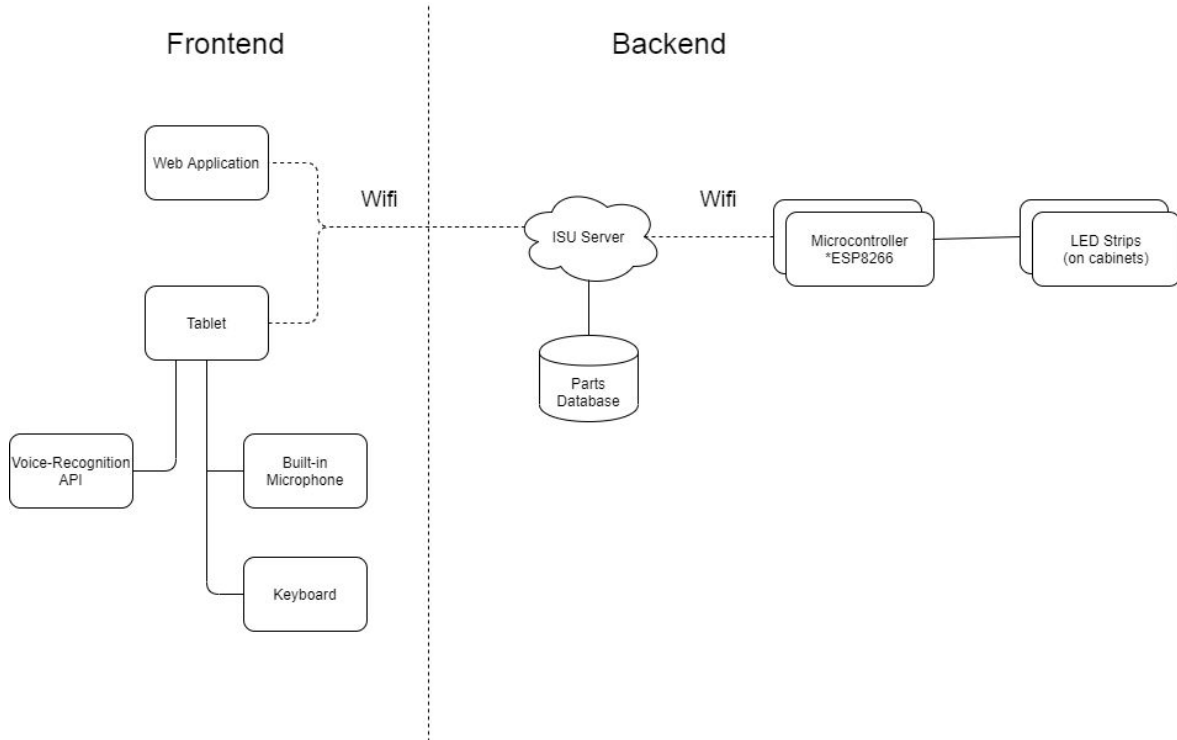 Frontend
Backend
Web Application
Wifi
Wifi
ISU Server
Microcontroller
*ESP8266
LED Strips
(on cabinets)
Tablet
Parts
Database
Voice-Recognition
API
Built-in
Microphone
Keyboard